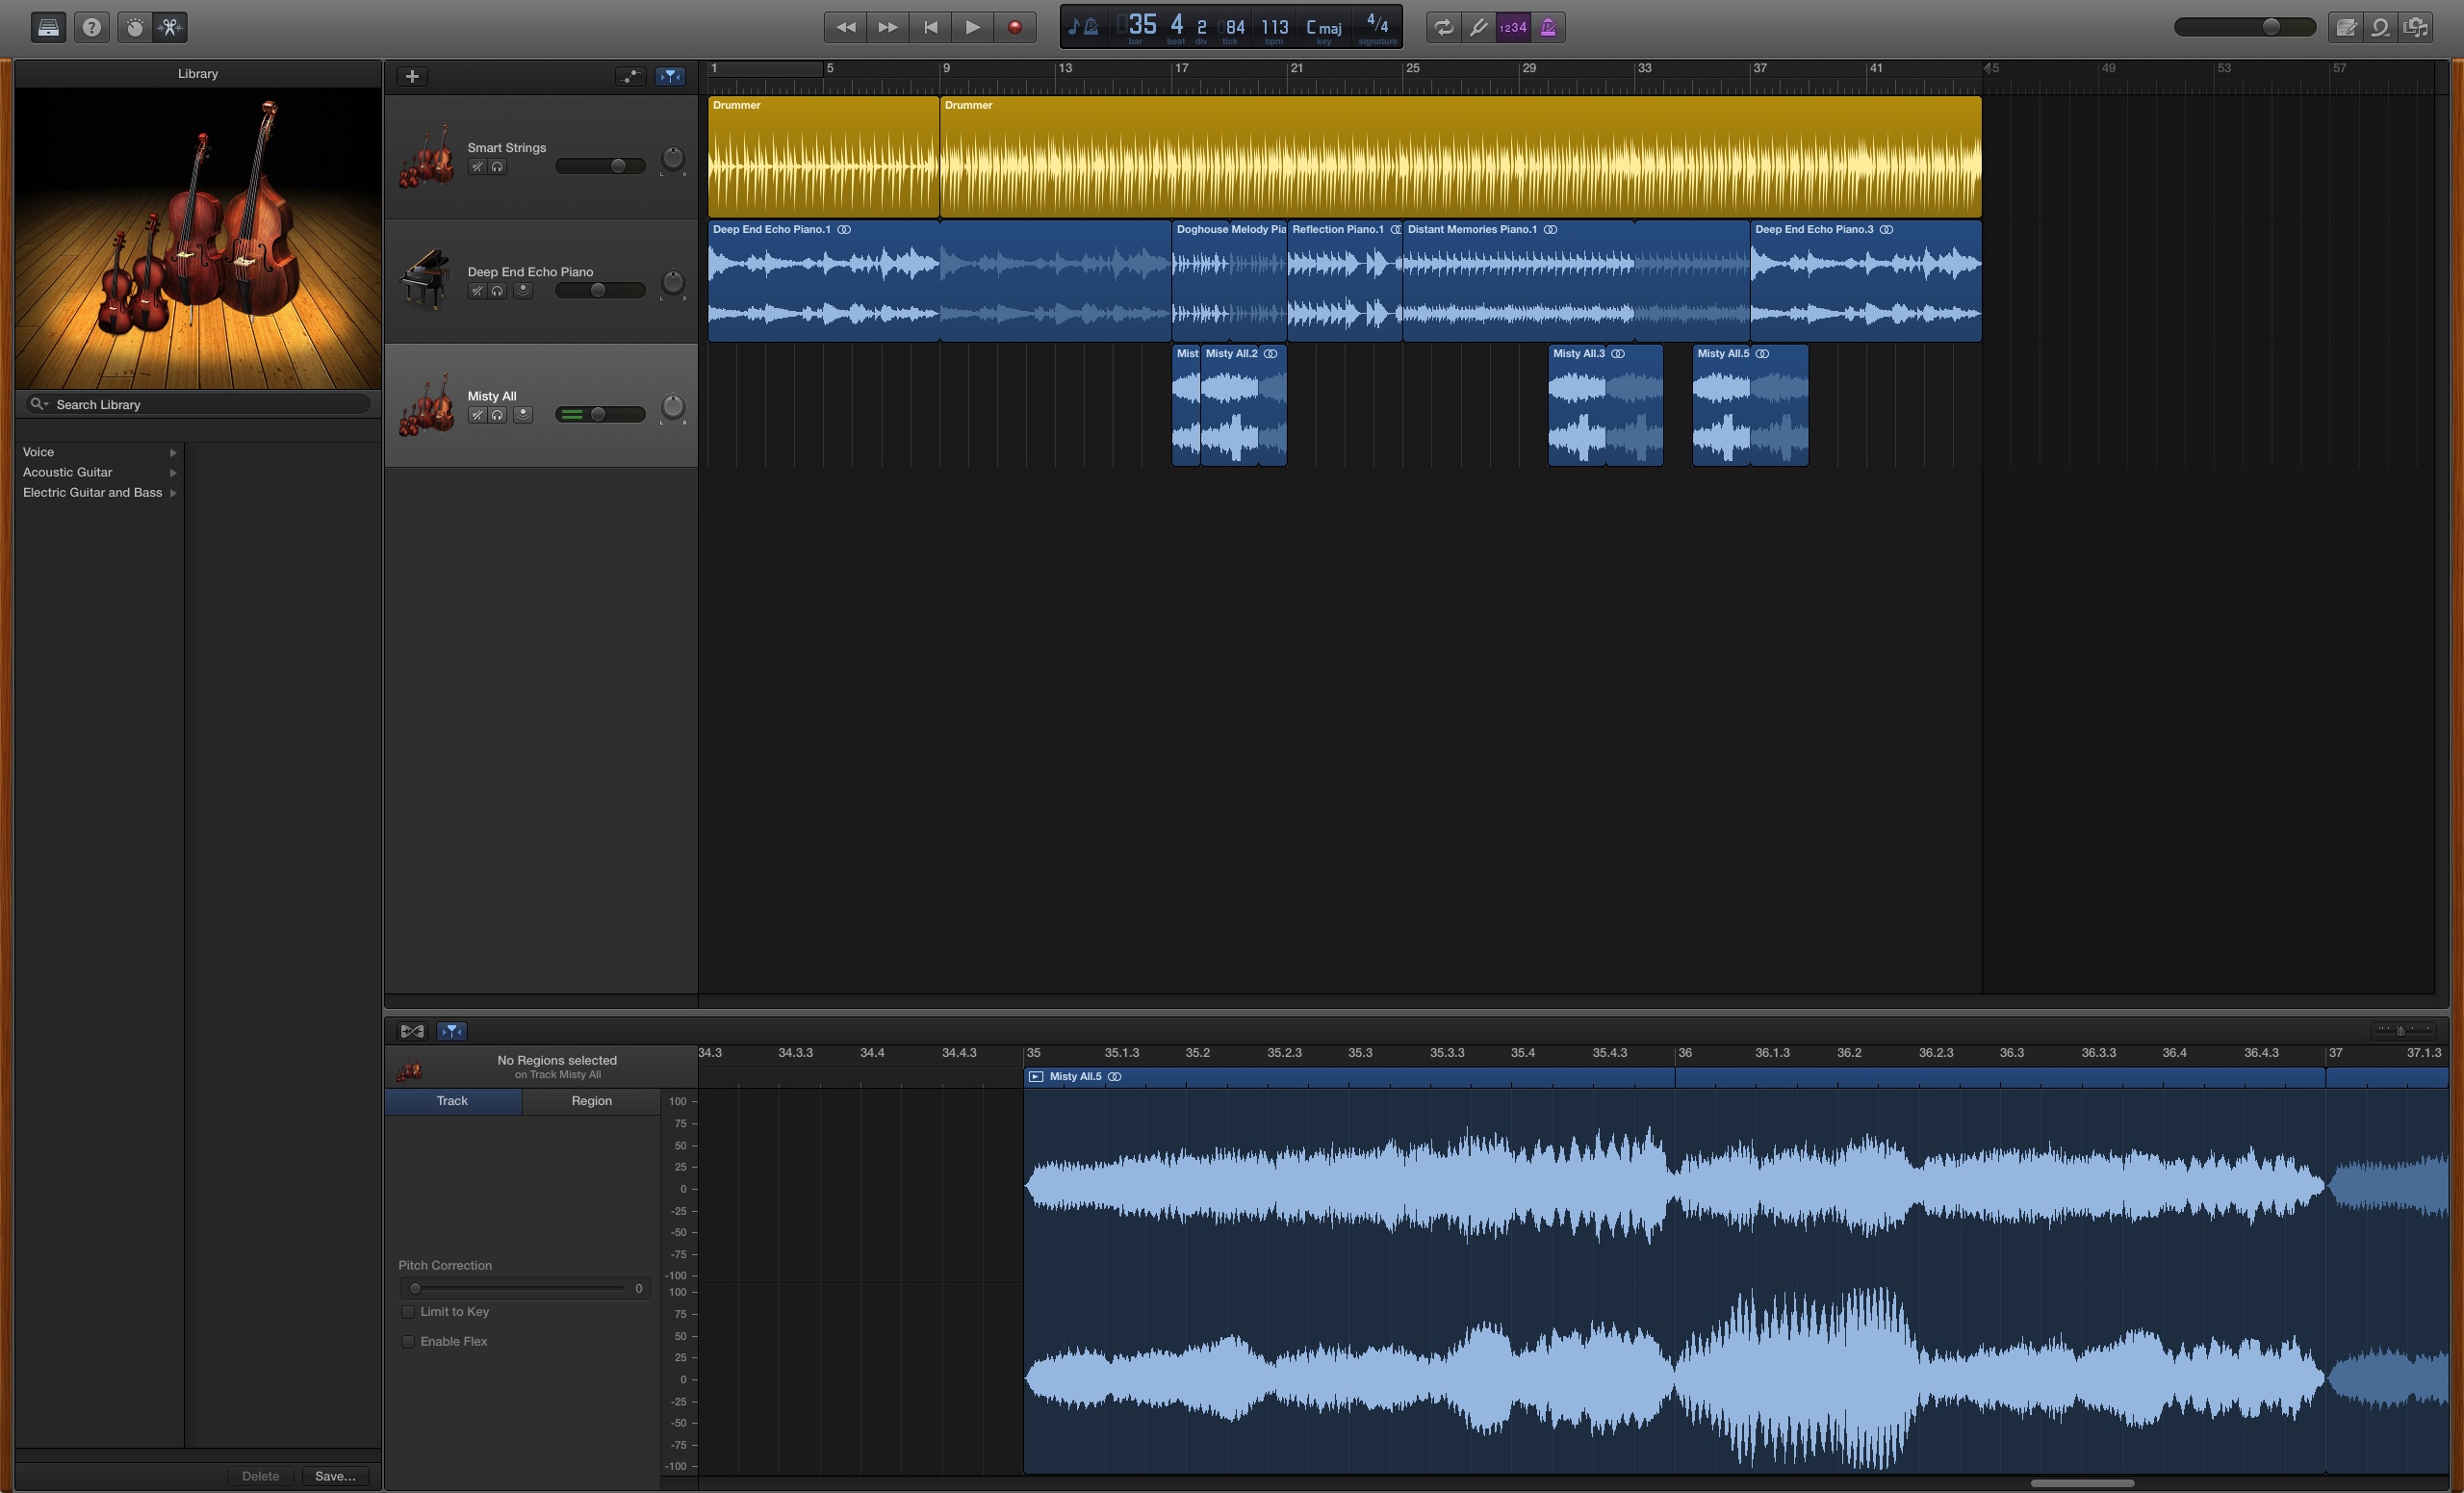 35 4 2 84 113 C maj 4/4
bar beat div tick bpm key signature
1234
Library
Search Library
Voice
Acoustic Guitar
Electric Guitar and Bass
Delete Save...
1 5 9 13 17 21 25 29 33 37 41 49 53 57
Smart Strings
L R
Drummer Drummer
Deep End Echo Piano
L R
Deep End Echo Piano.1 Doghouse Melody Pia Reflection Piano.1 Distant Memories Piano.1 Deep End Echo Piano.3
Misty All
L R
Mist Misty All.2 Misty All.3 Misty All.5
No Regions selected
on Track Misty All
Track Region
Pitch Correction
0
Limit to Key
Enable Flex
34.3 34.3.3 34.4 34.4.3 35 35.1.3 35.2 35.2.3 35.3 35.3.3 35.4 35.4.3 36 36.1.3 36.2 36.2.3 36.3 36.3.3 36.4 36.4.3 37 37.1.3
Misty All.5
100
75
50
25
0
-25
-50
-75
-100
100
75
50
25
0
-25
-50
-75
-100